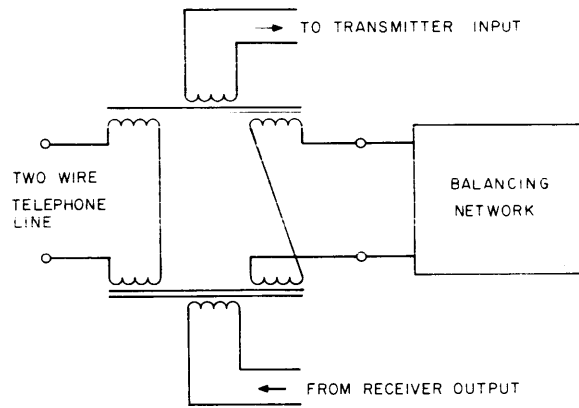 TO TRANSMITTER INPUT
TWO WIRE
TELEPHONE
LINE
BALANCING
NETWORK
FROM RECEIVER OUTPUT